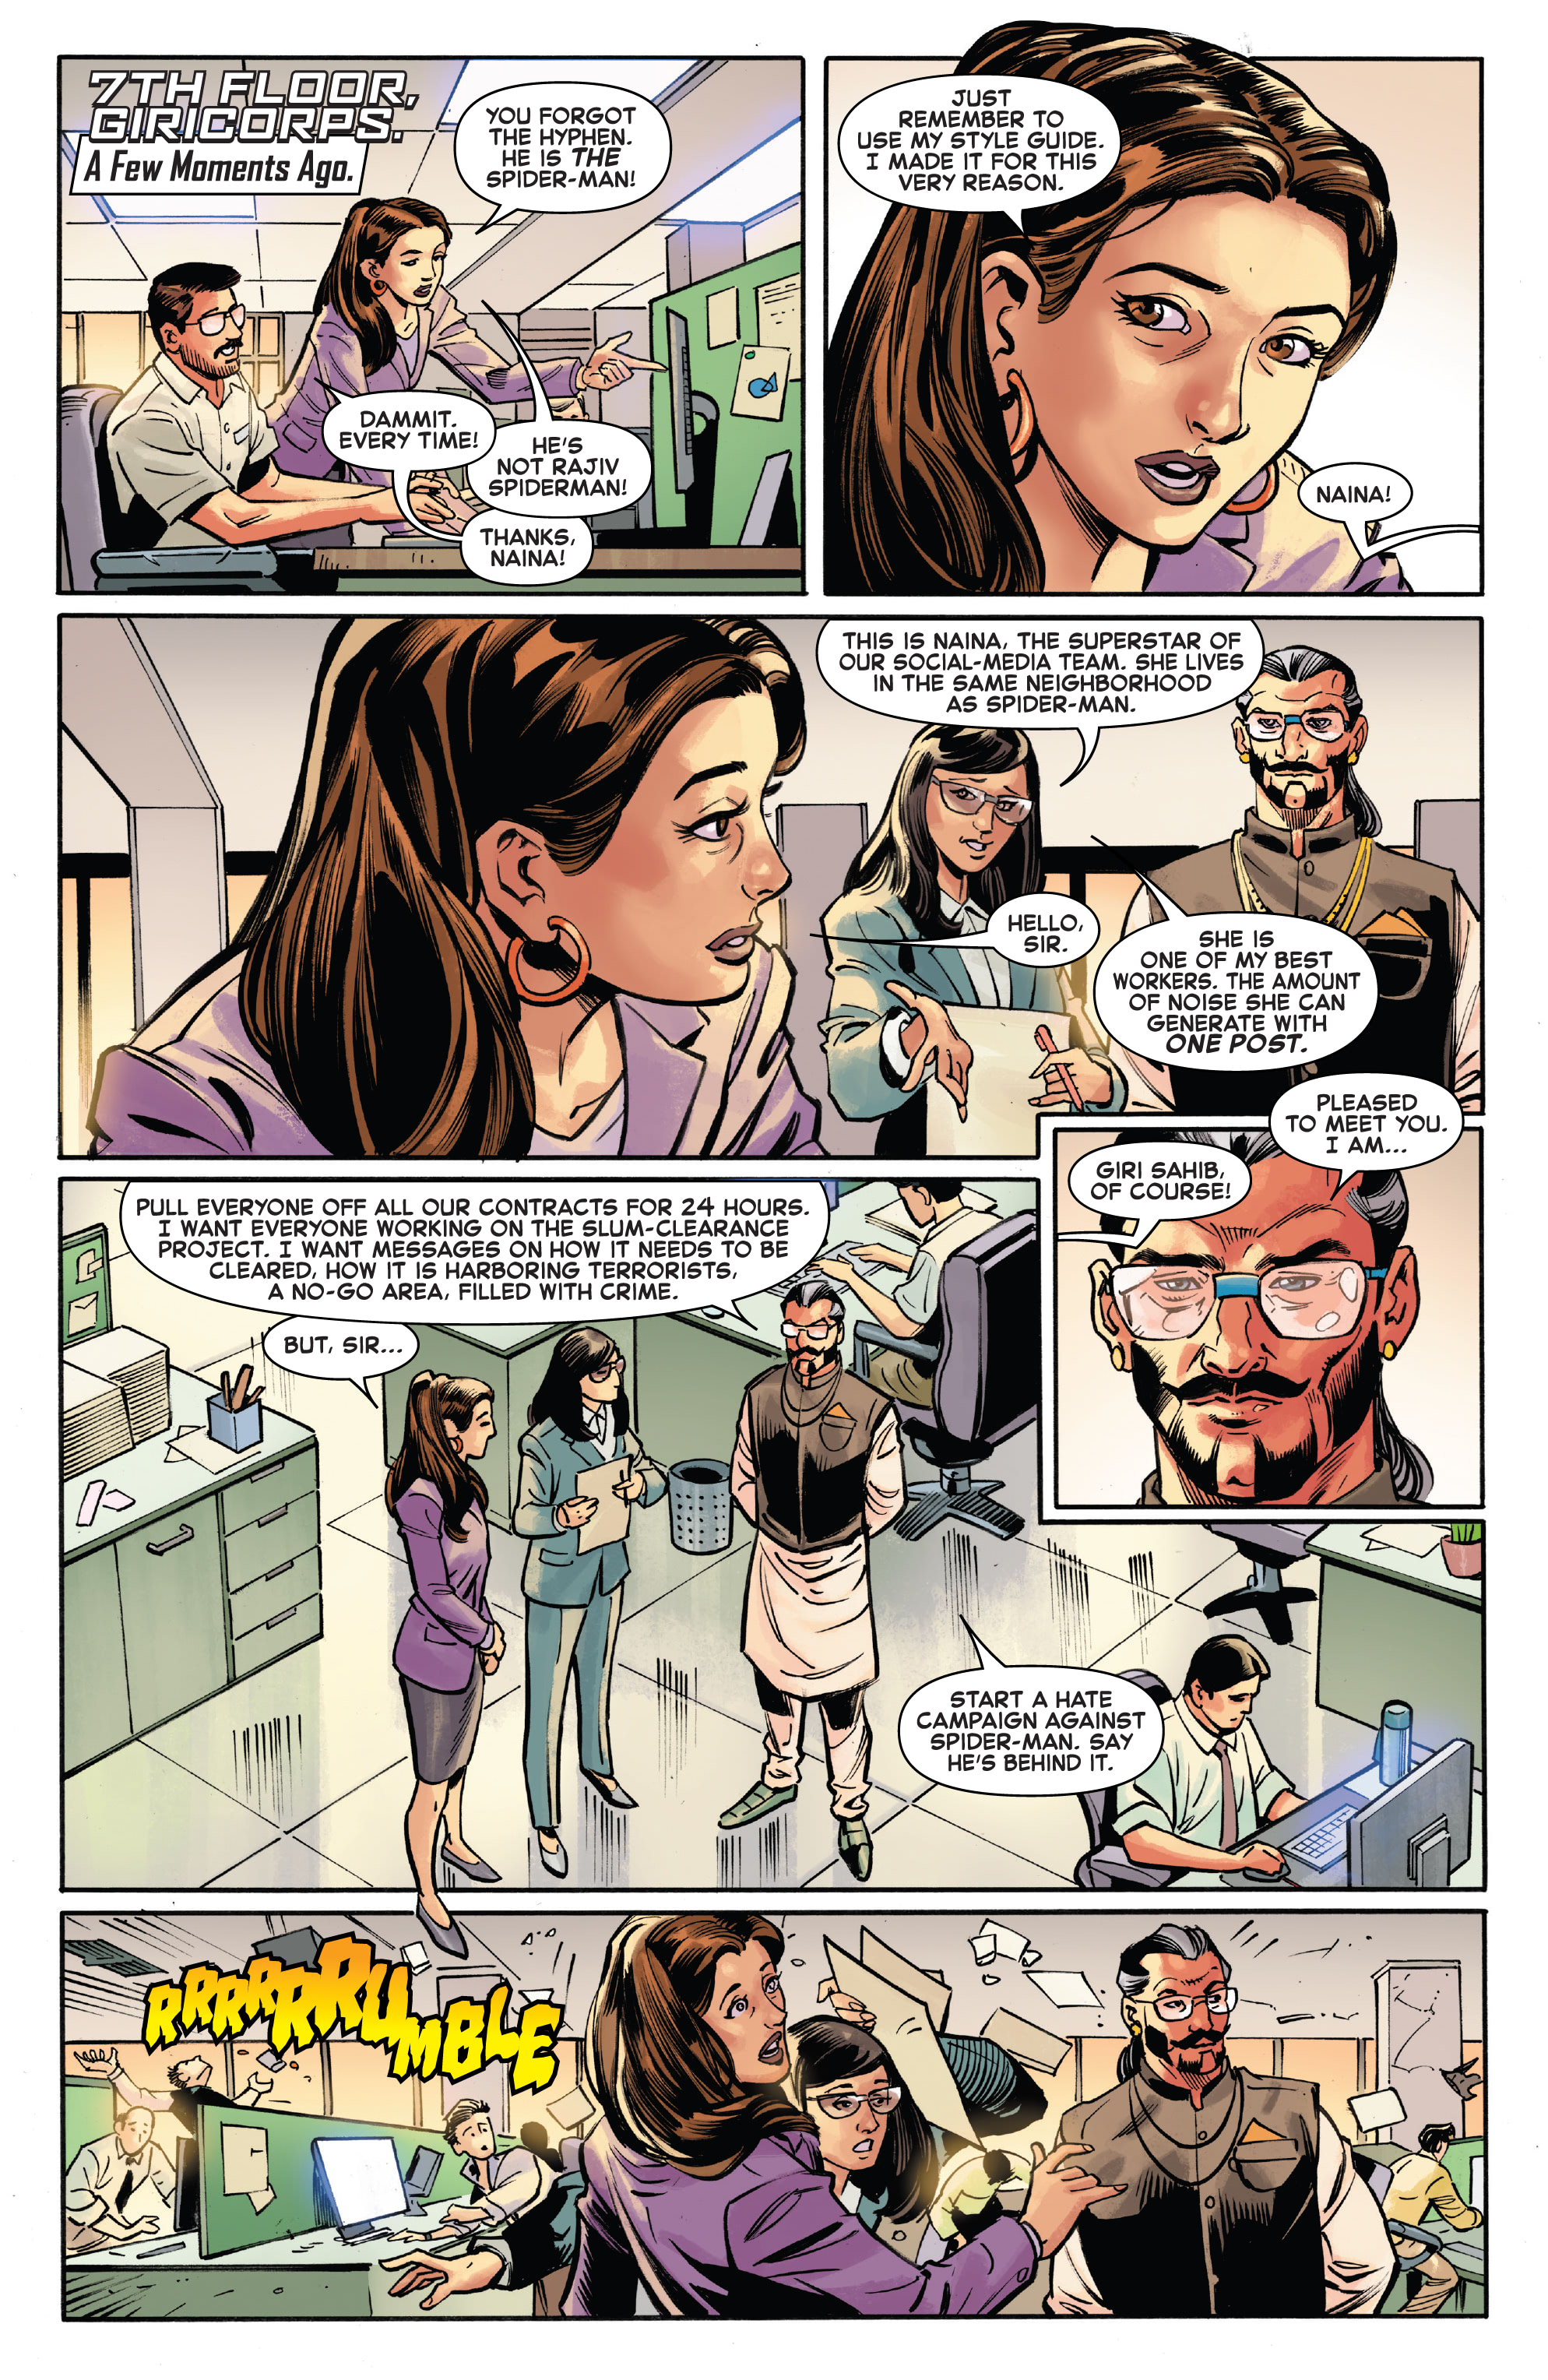 7TH FLOOR,
GIRICORPS.
A Few Moments Ago.
YOU FORGOT
THE HYPHEN.
HE IS THE
SPIDER-MAN!
DAMMIT.
EVERY TIME!
HE'S
NOT RAJIV
SPIDERMAN!
THANKS,
NAINA!
JUST
REMEMBER TO
USE MY STYLE GUIDE.
I MADE IT FOR THIS
VERY REASON.
NAINA!
THIS IS NAINA, THE SUPERSTAR OF
OUR SOCIAL-MEDIA TEAM. SHE LIVES
IN THE SAME NEIGHBORHOOD
AS SPIDER-MAN.
HELLO,
SIR.
SHE IS
ONE OF MY BEST
WORKERS. THE AMOUNT
OF NOISE SHE CAN
GENERATE WITH
ONE POST.
PLEASED
TO MEET YOU.
I AM...
GIRI SAHIB,
OF COURSE!
PULL EVERYONE OFF ALL OUR CONTRACTS FOR 24 HOURS.
I WANT EVERYONE WORKING ON THE SLUM-CLEARANCE
PROJECT. I WANT MESSAGES ON HOW IT NEEDS TO BE
CLEARED, HOW IT IS HARBORING TERRORISTS,
A NO-GO AREA, FILLED WITH CRIME.
BUT, SIR...
START A HATE
CAMPAIGN AGAINST
SPIDER-MAN. SAY
HE'S BEHIND IT.
RRRRRRRUMBLE